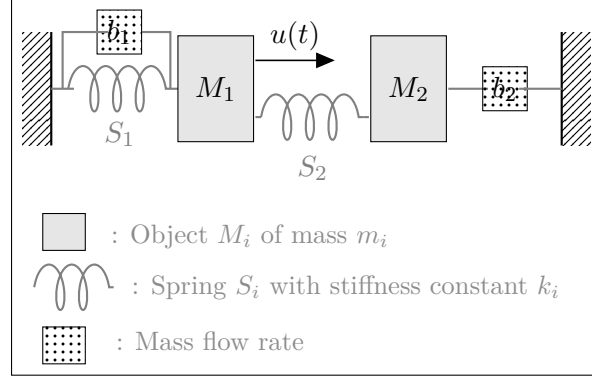 b₁
u(t)
M₁ M₂ b₂
S₁
S₂
: Object Mᵢ of mass mᵢ
: Spring Sᵢ with stiffness constant kᵢ
: Mass flow rate